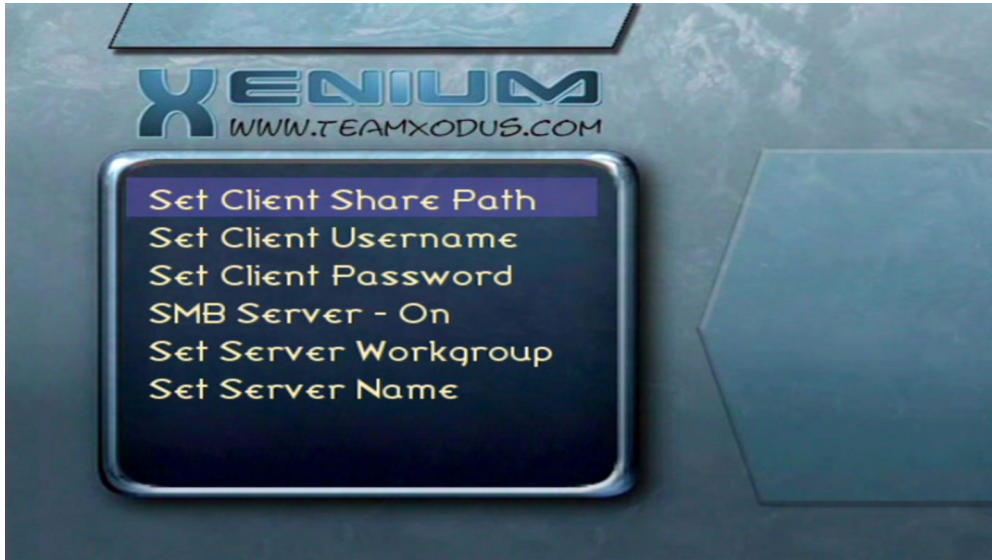 XENIUM
WWW.TEAMXODUS.COM
Set Client Share Path
Set Client Username
Set Client Password
SMB Server - On
Set Server Workgroup
Set Server Name